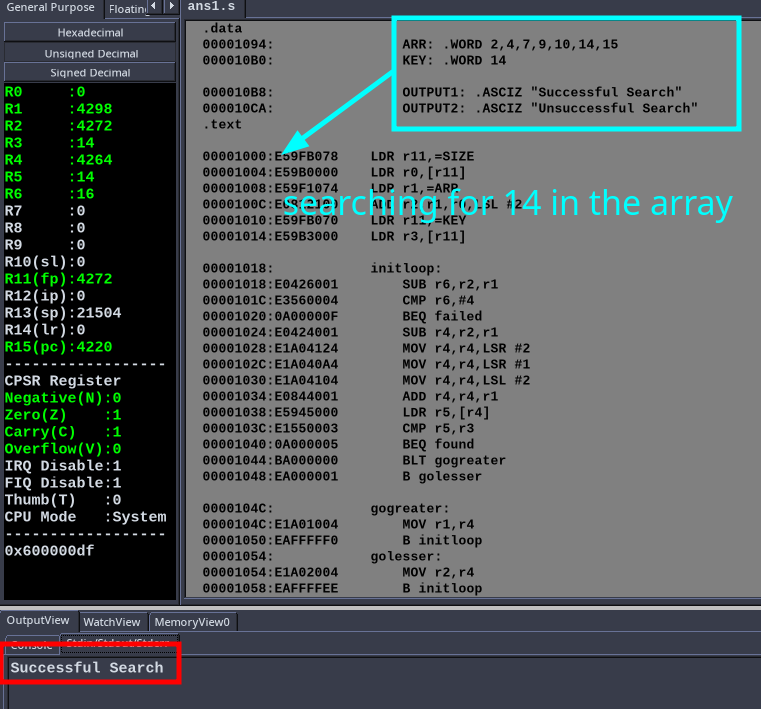 General Purpose Floating
Hexadecimal
Unsigned Decimal
Signed Decimal
R0 :0
R1 :4298
R2 :4272
R3 :14
R4 :4264
R5 :14
R6 :16
R7 :0
R8 :0
R9 :0
R10(sl):0
R11(fp):4272
R12(ip):0
R13(sp):21504
R14(lr):0
R15(pc):4220
------------------
CPSR Register
Negative(N):0
Zero(Z) :1
Carry(C) :1
Overflow(V):0
IRQ Disable:1
FIQ Disable:1
Thumb(T) :0
CPU Mode :System
------------------
0x600000df
ans1.s
.data
00001094: ARR: .WORD 2,4,7,9,10,14,15
000010B0: KEY: .WORD 14
000010B8: OUTPUT1: .ASCIZ "Successful Search"
000010CA: OUTPUT2: .ASCIZ "Unsuccessful Search"
.text
00001000:E59FB078 LDR r11,=SIZE
00001004:E59B0000 LDR r0,[r11]
00001008:E59F1074 LDR r1,=ARR
searching for 14 in the array
0000100C: ADD r2,r1,r0,LSL #2
00001010:E59FB070 LDR r11,=KEY
00001014:E59B3000 LDR r3,[r11]
00001018: initloop:
00001018:E0426001 SUB r6,r2,r1
0000101C:E3560004 CMP r6,#4
00001020:0A00000F BEQ failed
00001024:E0424001 SUB r4,r2,r1
00001028:E1A04124 MOV r4,r4,LSR #2
0000102C:E1A040A4 MOV r4,r4,LSR #1
00001030:E1A04104 MOV r4,r4,LSL #2
00001034:E0844001 ADD r4,r4,r1
00001038:E5945000 LDR r5,[r4]
0000103C:E1550003 CMP r5,r3
00001040:0A000005 BEQ found
00001044:BA000000 BLT gogreater
00001048:EA000001 B golesser
0000104C: gogreater:
0000104C:E1A01004 MOV r1,r4
00001050:EAFFFFF0 B initloop
00001054: golesser:
00001054:E1A02004 MOV r2,r4
00001058:EAFFFFEE B initloop
OutputView WatchView MemoryView0
Console Stdin/Stdout/Stderr
Successful Search